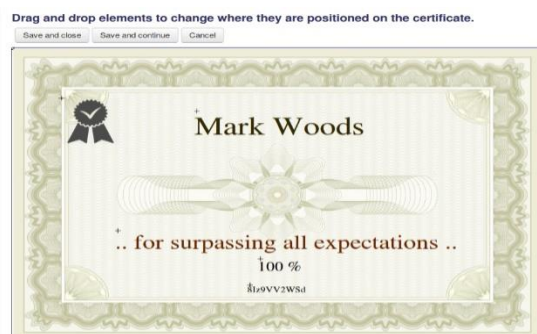 Drag and drop elements to change where they are positioned on the certificate.
Save and close Save and continue Cancel
Mark Woods
.. for surpassing all expectations ..
100 %